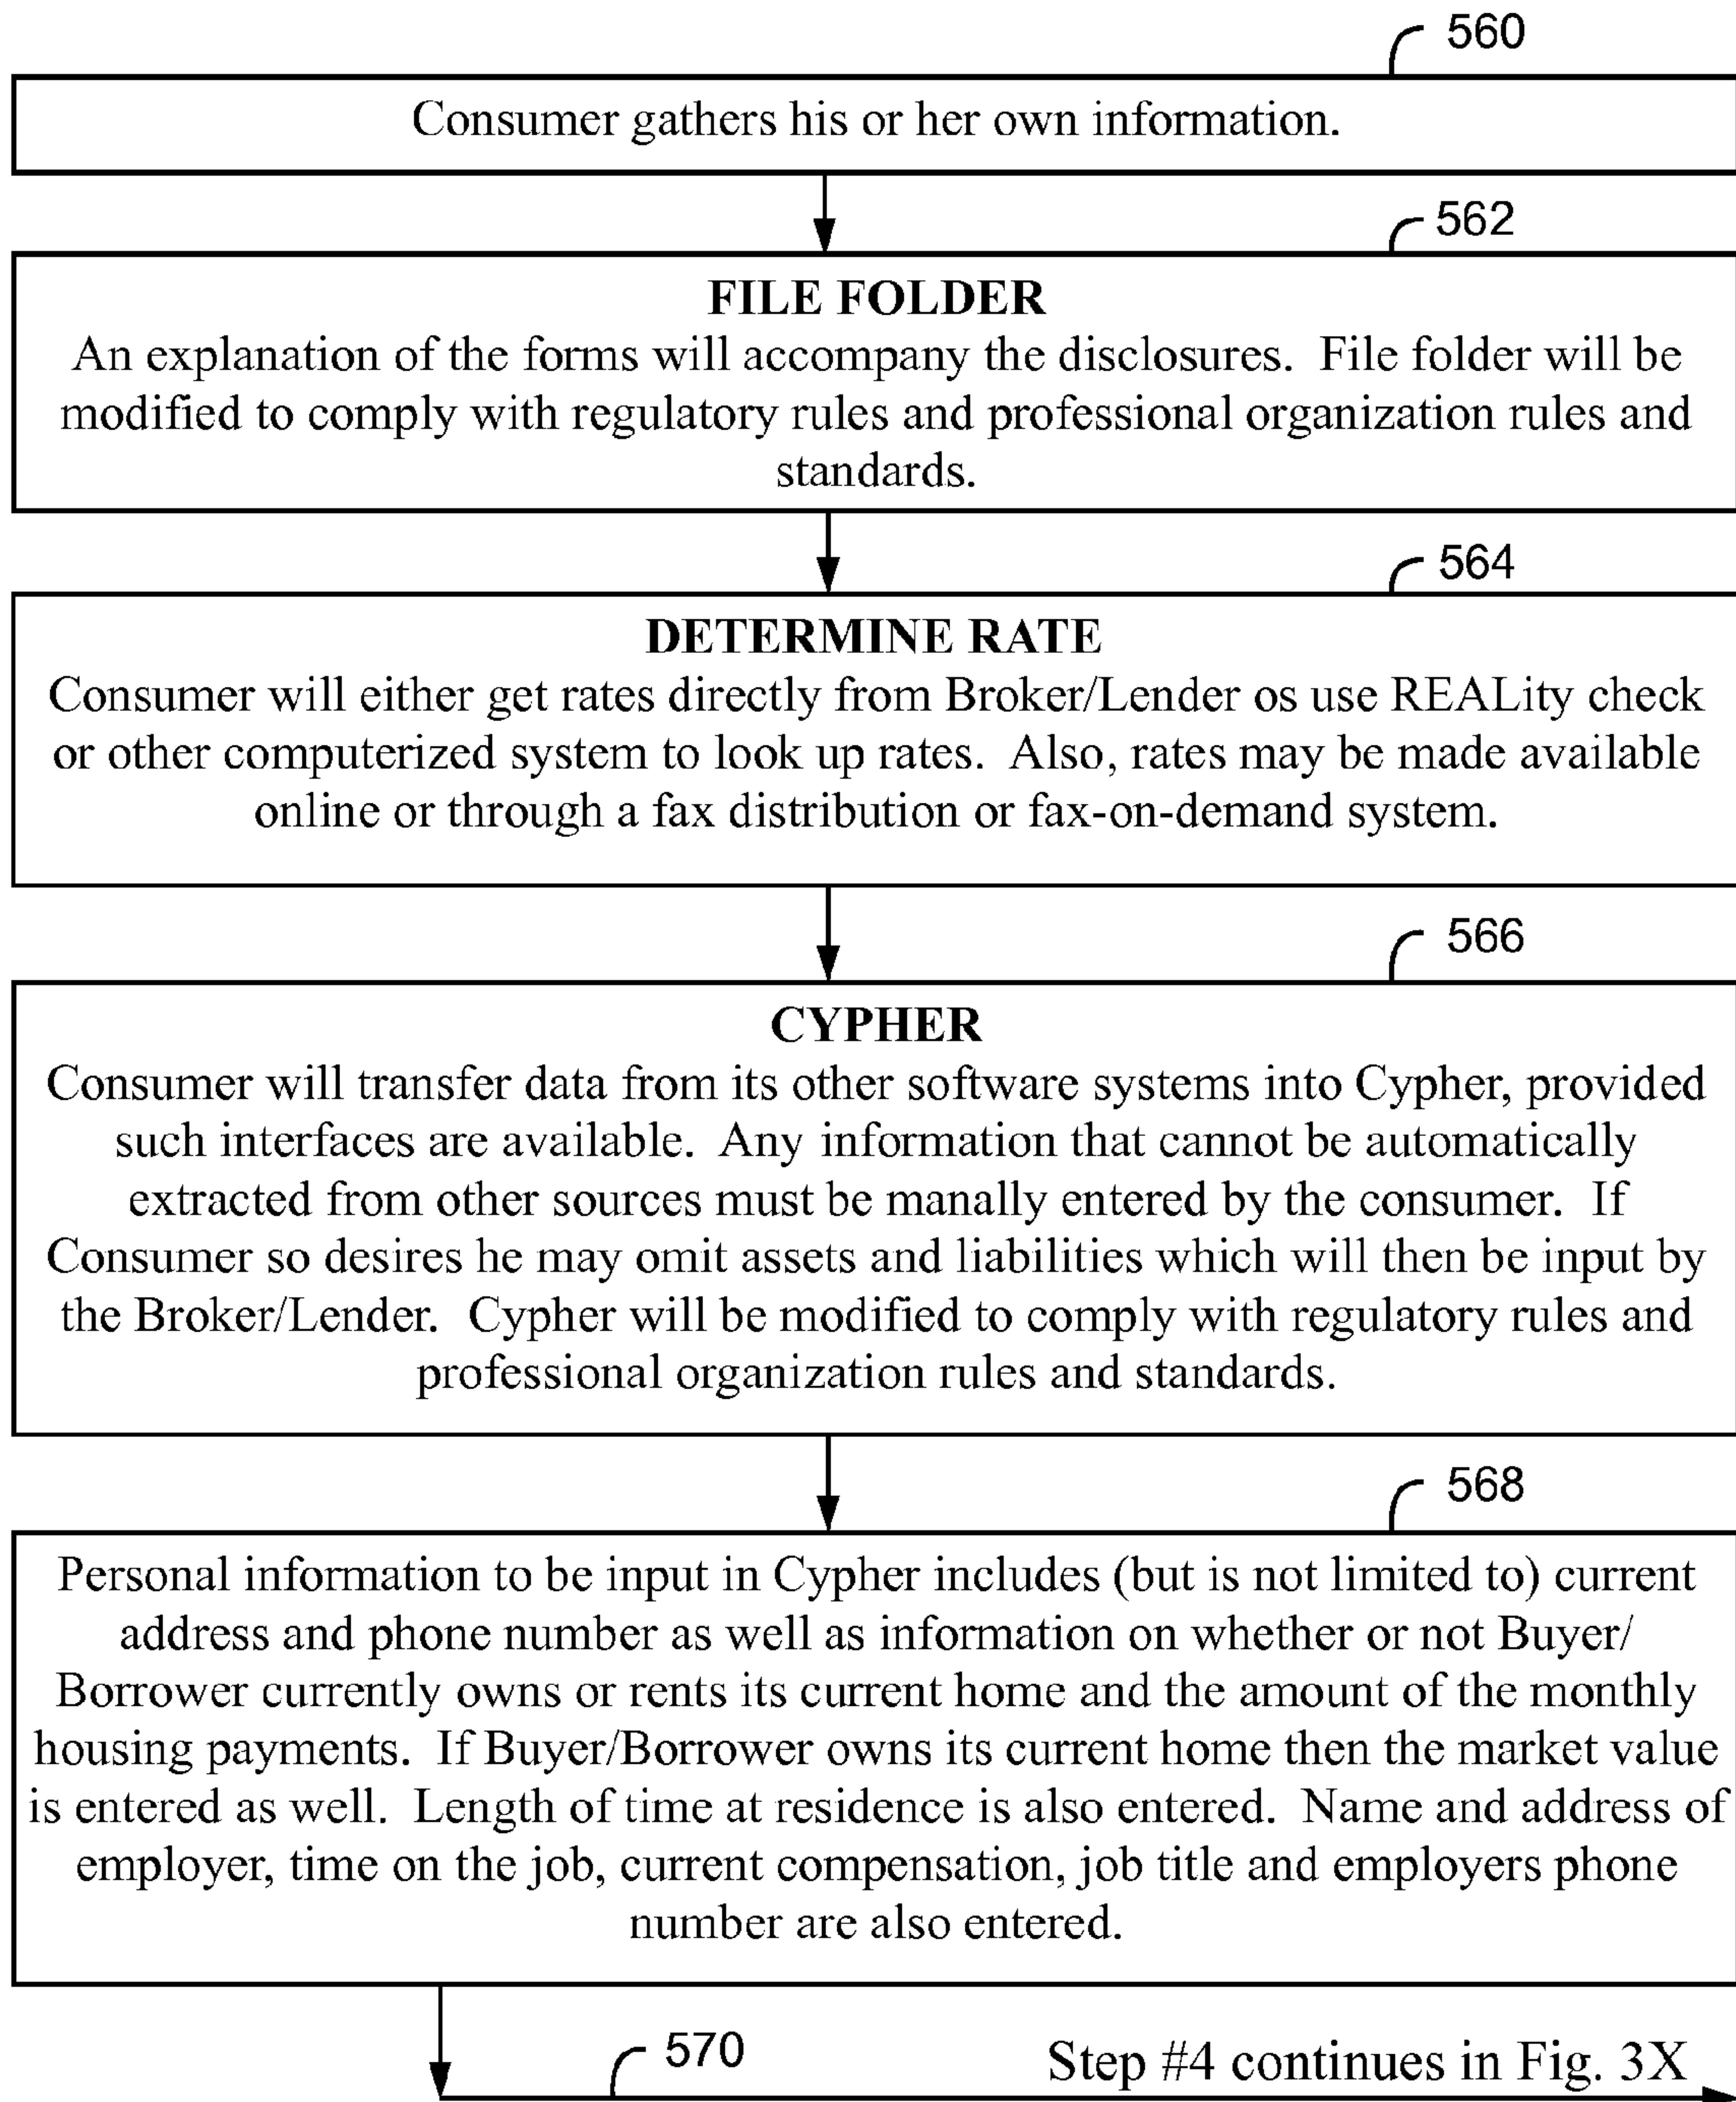 560
Consumer gathers his or her own information.
562
FILE FOLDER
An explanation of the forms will accompany the disclosures. File folder will be
modified to comply with regulatory rules and professional organization rules and
standards.
564
DETERMINE RATE
Consumer will either get rates directly from Broker/Lender os use REALity check
or other computerized system to look up rates. Also, rates may be made available
online or through a fax distribution or fax-on-demand system.
566
CYPHER
Consumer will transfer data from its other software systems into Cypher, provided
such interfaces are available. Any information that cannot be automatically
extracted from other sources must be manally entered by the consumer. If
Consumer so desires he may omit assets and liabilities which will then be input by
the Broker/Lender. Cypher will be modified to comply with regulatory rules and
professional organization rules and standards.
568
Personal information to be input in Cypher includes (but is not limited to) current
address and phone number as well as information on whether or not Buyer/
Borrower currently owns or rents its current home and the amount of the monthly
housing payments. If Buyer/Borrower owns its current home then the market value
is entered as well. Length of time at residence is also entered. Name and address of
employer, time on the job, current compensation, job title and employers phone
number are also entered.
570
Step #4 continues in Fig. 3X